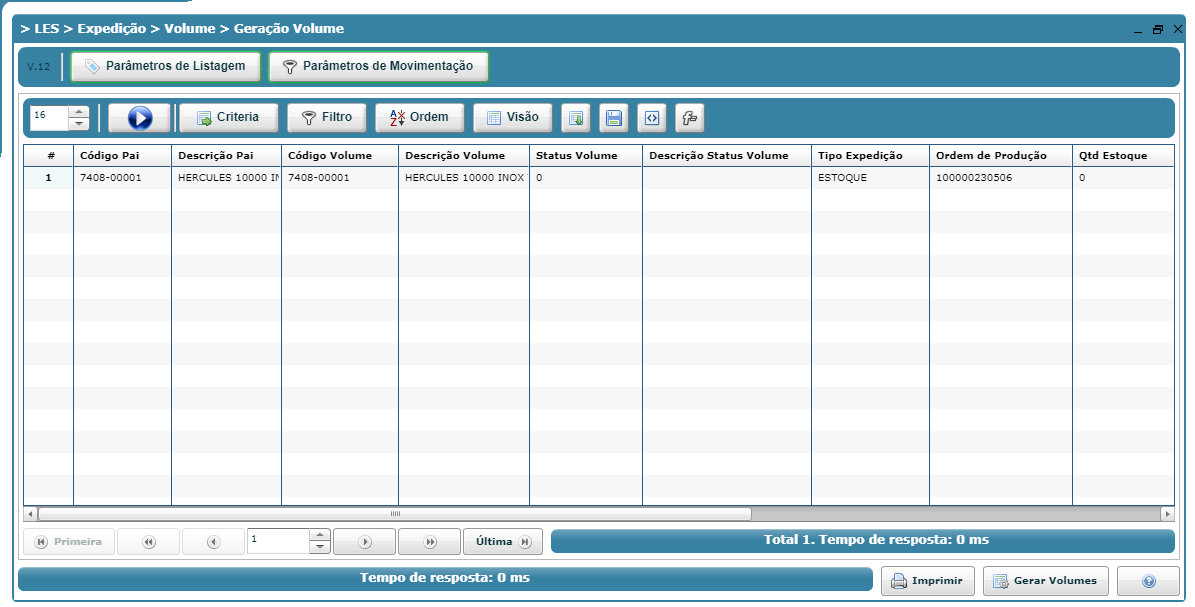 > LES > Expedição > Volume > Geração Volume
V.12 Parâmetros de Listagem Parâmetros de Movimentação
16 Criteria Filtro Ordem Visão
# Código Pai Descrição Pai Código Volume Descrição Volume Status Volume Descrição Status Volume Tipo Expedição Ordem de Produção Qtd Estoque
1 7408-00001 HERCULES 10000 IN 7408-00001 HERCULES 10000 INOX 0 ESTOQUE 100000230506 0
Primeira 1 Última Total 1. Tempo de resposta: 0 ms
Tempo de resposta: 0 ms Imprimir Gerar Volumes